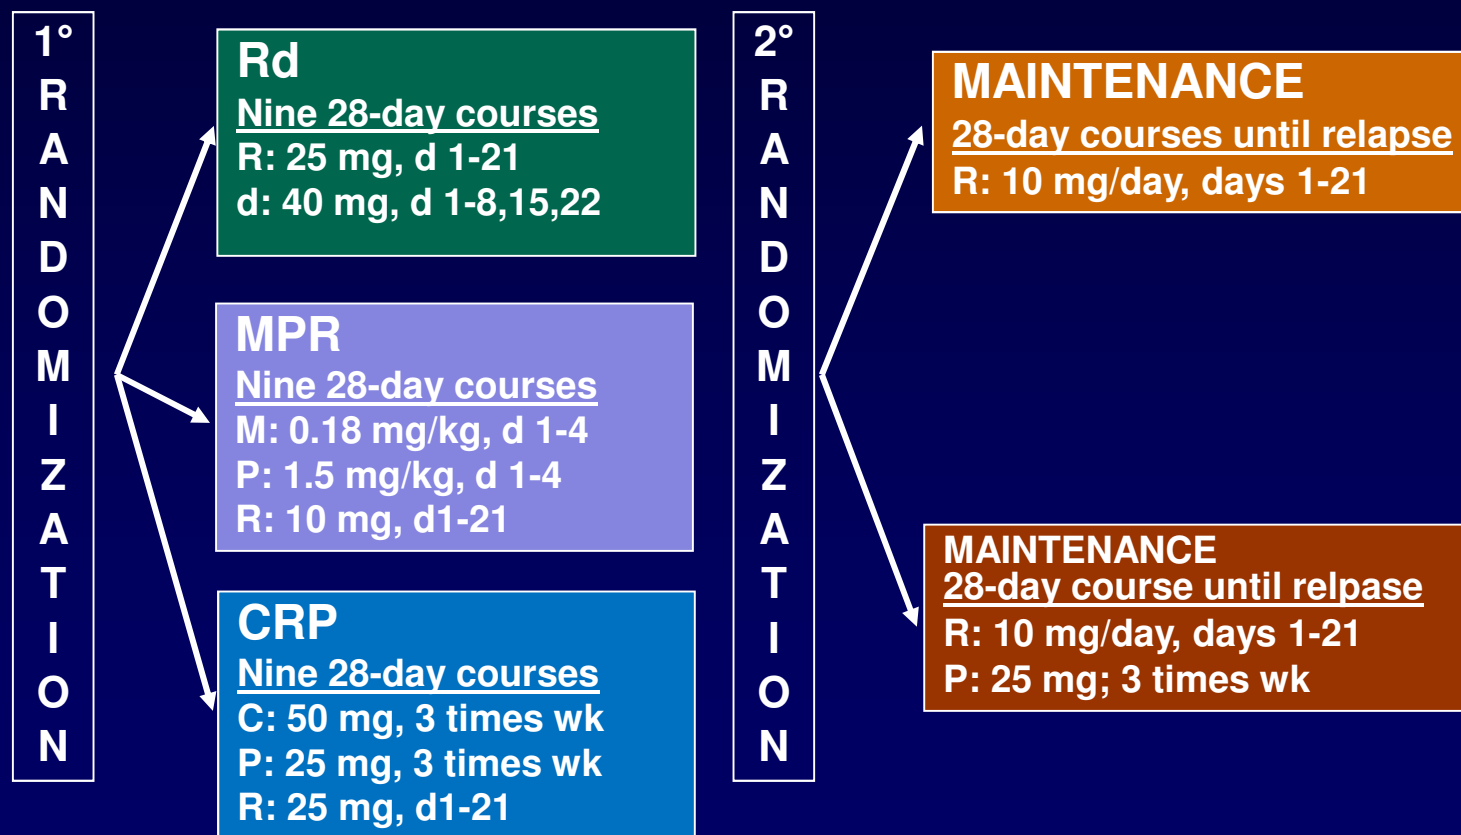 1°
R
A
N
D
O
M
I
Z
A
T
I
O
N
Rd
Nine 28-day courses
R: 25 mg, d 1-21
d: 40 mg, d 1-8,15,22
MPR
Nine 28-day courses
M: 0.18 mg/kg, d 1-4
P: 1.5 mg/kg, d 1-4
R: 10 mg, d1-21
CRP
Nine 28-day courses
C: 50 mg, 3 times wk
P: 25 mg, 3 times wk
R: 25 mg, d1-21
2°
R
A
N
D
O
M
I
Z
A
T
I
O
N
MAINTENANCE
28-day courses until relapse
R: 10 mg/day, days 1-21
MAINTENANCE
28-day course until relpase
R: 10 mg/day, days 1-21
P: 25 mg; 3 times wk